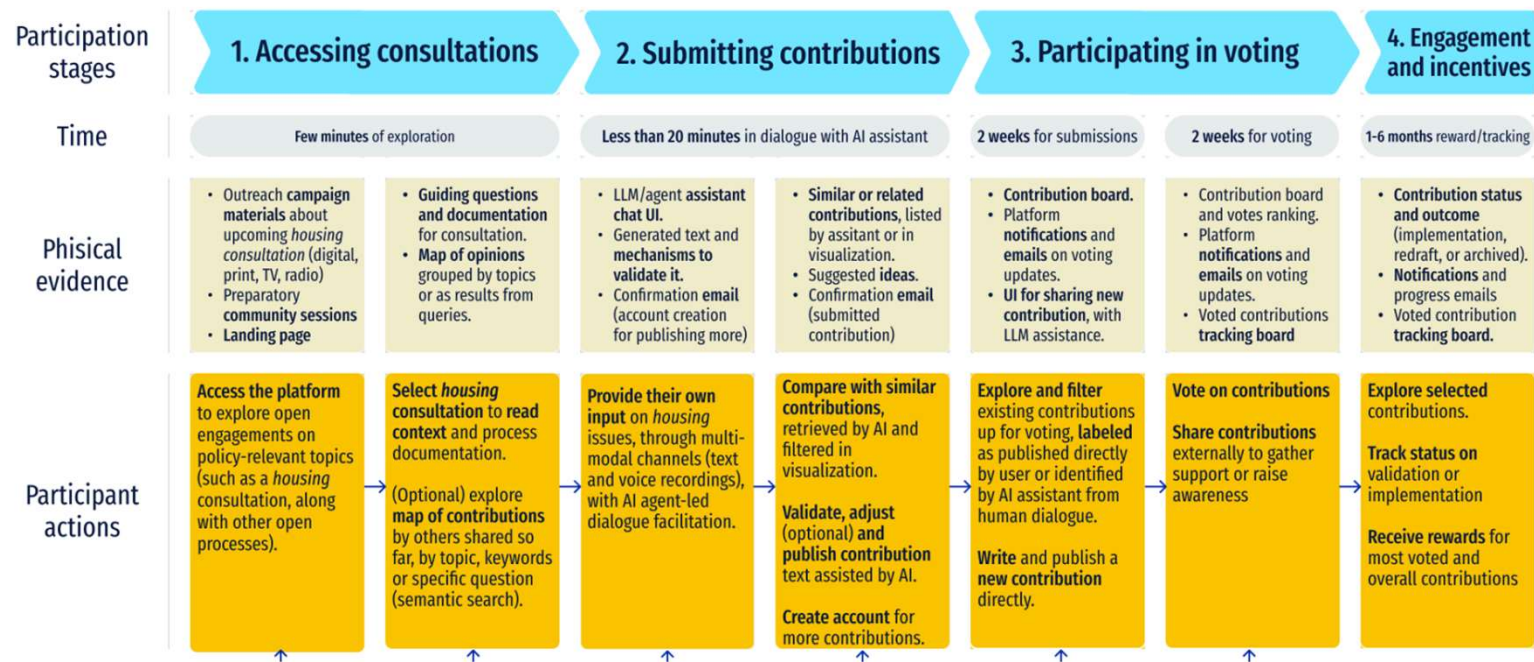 Participation
stages
1. Accessing consultations
2. Submitting contributions
3. Participating in voting
4. Engagement
and incentives
Time
Few minutes of exploration
Less than 20 minutes in dialogue with AI assistant
2 weeks for submissions
2 weeks for voting
1-6 months reward/tracking
Phisical
evidence
• Outreach campaign
materials about
upcoming housing
consultation (digital,
print, TV, radio)
• Preparatory
community sessions
• Landing page
• Guiding questions
and documentation
for consultation.
• Map of opinions
grouped by topics
or as results from
queries.
• LLM/agent assistant
chat UI.
• Generated text and
mechanisms to
validate it.
• Confirmation email
(account creation
for publishing more)
• Similar or related
contributions, listed
by assitant or in
visualization.
• Suggested ideas.
• Confirmation email
(submitted
contribution)
• Contribution board.
• Platform
notifications and
emails on voting
updates.
• UI for sharing new
contribution, with
LLM assistance.
• Contribution board
and votes ranking.
• Platform
notifications and
emails on voting
updates.
• Voted contributions
tracking board
• Contribution status
and outcome
(implementation,
redraft, or archived).
• Notifications and
progress emails
• Voted contribution
tracking board.
Participant
actions
Access the platform
to explore open
engagements on
policy-relevant topics
(such as a housing
consultation, along
with other open
processes).
Select housing
consultation to read
context and process
documentation.
(Optional) explore
map of contributions
by others shared so
far, by topic, keywords
or specific question
(semantic search).
Provide their own
input on housing
issues, through multi-
modal channels (text
and voice recordings),
with AI agent-led
dialogue facilitation.
Compare with similar
contributions,
retrieved by AI and
filtered in
visualization.
Validate, adjust
(optional) and
publish contribution
text assisted by AI.
Create account for
more contributions.
Explore and filter
existing contributions
up for voting, labeled
as published directly
by user or identified
by AI assistant from
human dialogue.
Write and publish a
new contribution
directly.
Vote on contributions
Share contributions
externally to gather
support or raise
awareness
Explore selected
contributions.
Track status on
validation or
implementation
Receive rewards for
most voted and
overall contributions